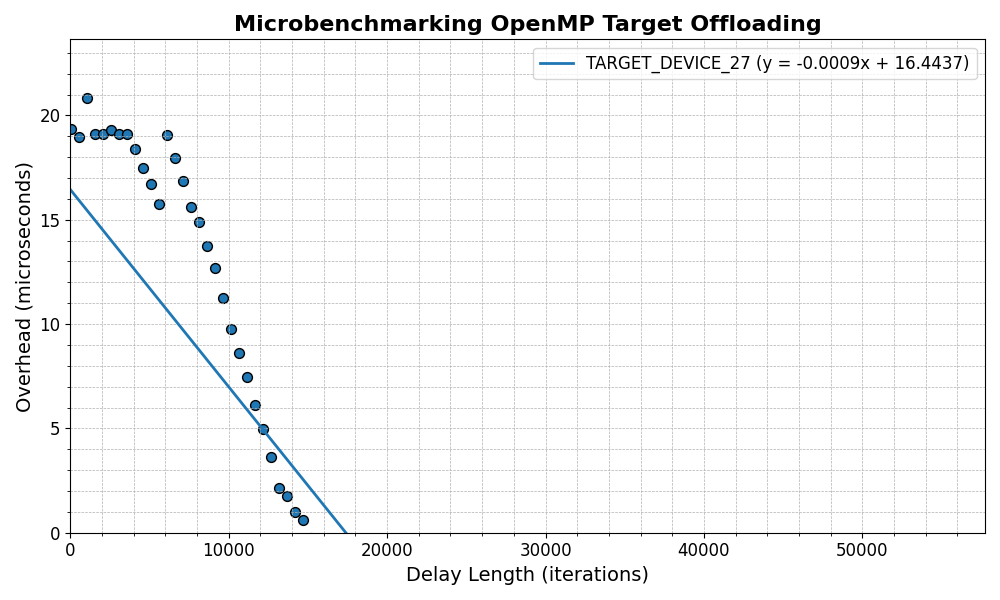 Microbenchmarking OpenMP Target Offloading
TARGET_DEVICE_27 (y = -0.0009x + 16.4437)
Overhead (microseconds)
20
15
10
5
0
0 10000 20000 30000 40000 50000
Delay Length (iterations)